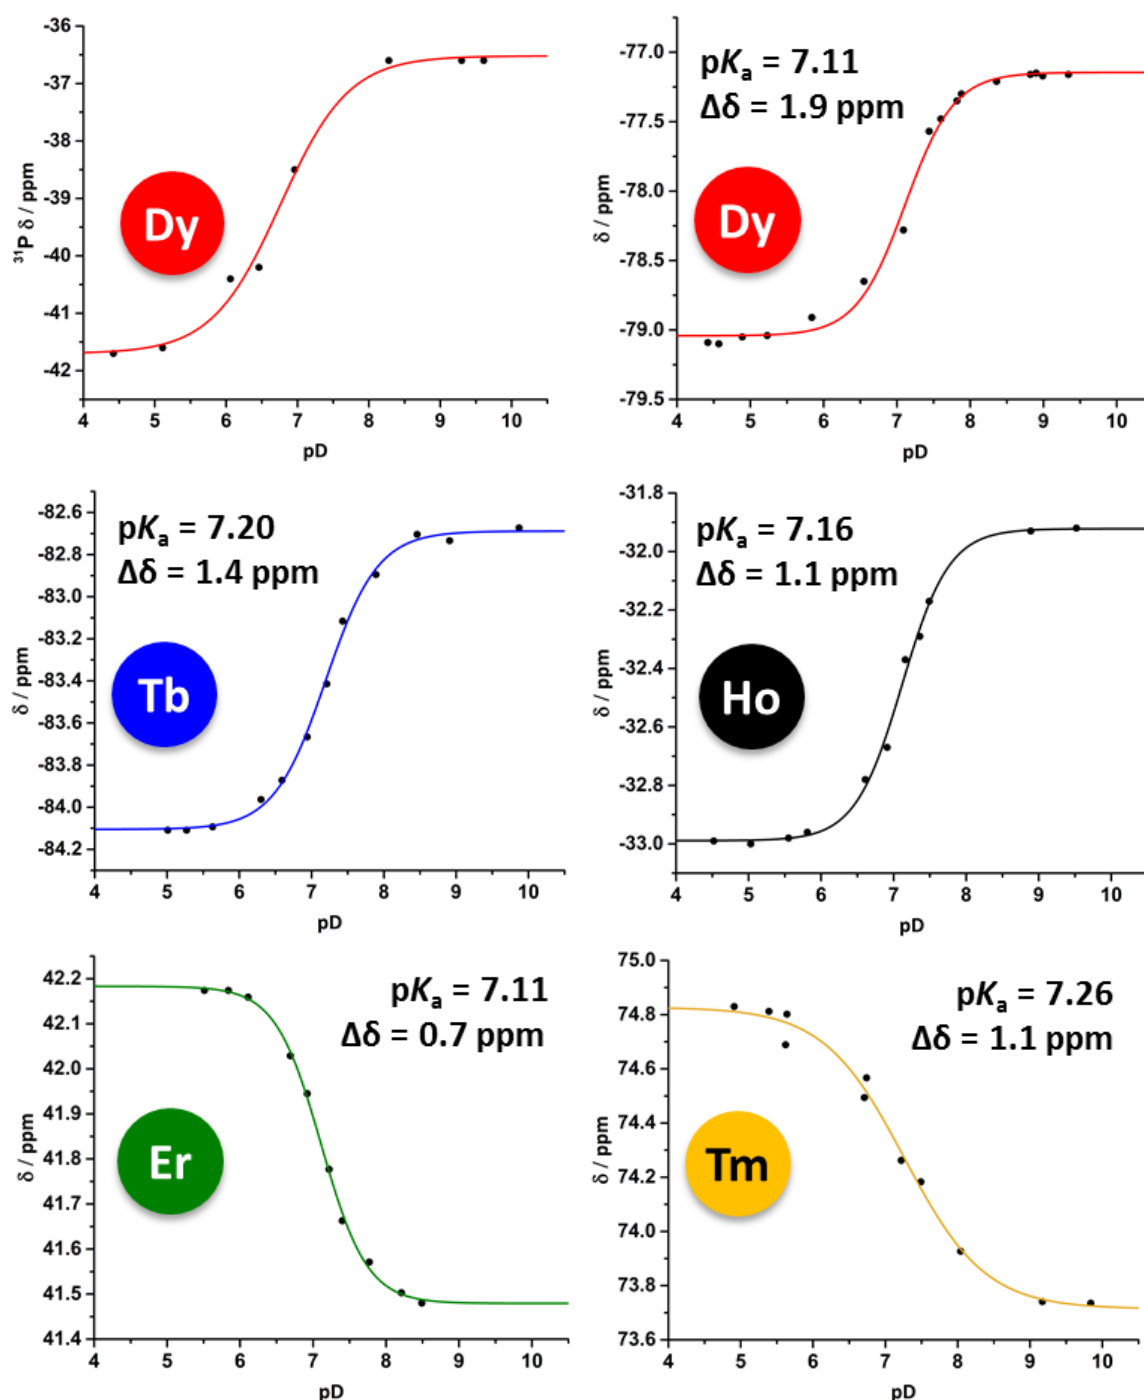 -36
-37
-38
-39
-40
-41
-42
³¹P δ / ppm
Dy
4 5 6 7 8 9 10
pD
-77.0
-77.5
-78.0
-78.5
-79.0
-79.5
δ / ppm
pKa = 7.11
Δδ = 1.9 ppm
Dy
4 5 6 7 8 9 10
pD
-82.6
-82.8
-83.0
-83.2
-83.4
-83.6
-83.8
-84.0
-84.2
δ / ppm
pKa = 7.20
Δδ = 1.4 ppm
Tb
4 5 6 7 8 9 10
pD
-31.8
-32.0
-32.2
-32.4
-32.6
-32.8
-33.0
δ / ppm
pKa = 7.16
Δδ = 1.1 ppm
Ho
4 5 6 7 8 9 10
pD
42.2
42.1
42.0
41.9
41.8
41.7
41.6
41.5
41.4
δ / ppm
pKa = 7.11
Δδ = 0.7 ppm
Er
4 5 6 7 8 9 10
pD
75.0
74.8
74.6
74.4
74.2
74.0
73.8
73.6
δ / ppm
pKa = 7.26
Δδ = 1.1 ppm
Tm
4 5 6 7 8 9 10
pD